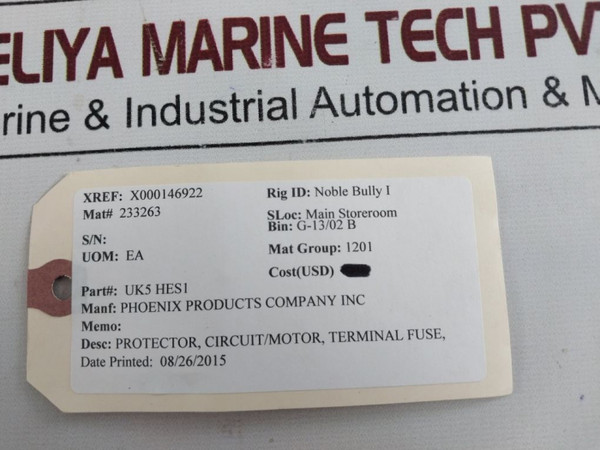 ELIYA MARINE TECH PV
rine & Industrial Automation & M
XREF: X000146922
Mat# 233263
S/N:
UOM: EA
Rig ID: Noble Bully I
SLoc: Main Storeroom
Bin: G-13/02 B
Mat Group: 1201
Cost(USD)
Part#: UK5 HES1
Manf: PHOENIX PRODUCTS COMPANY INC
Memo:
Desc: PROTECTOR, CIRCUIT/MOTOR, TERMINAL FUSE,
Date Printed: 08/26/2015